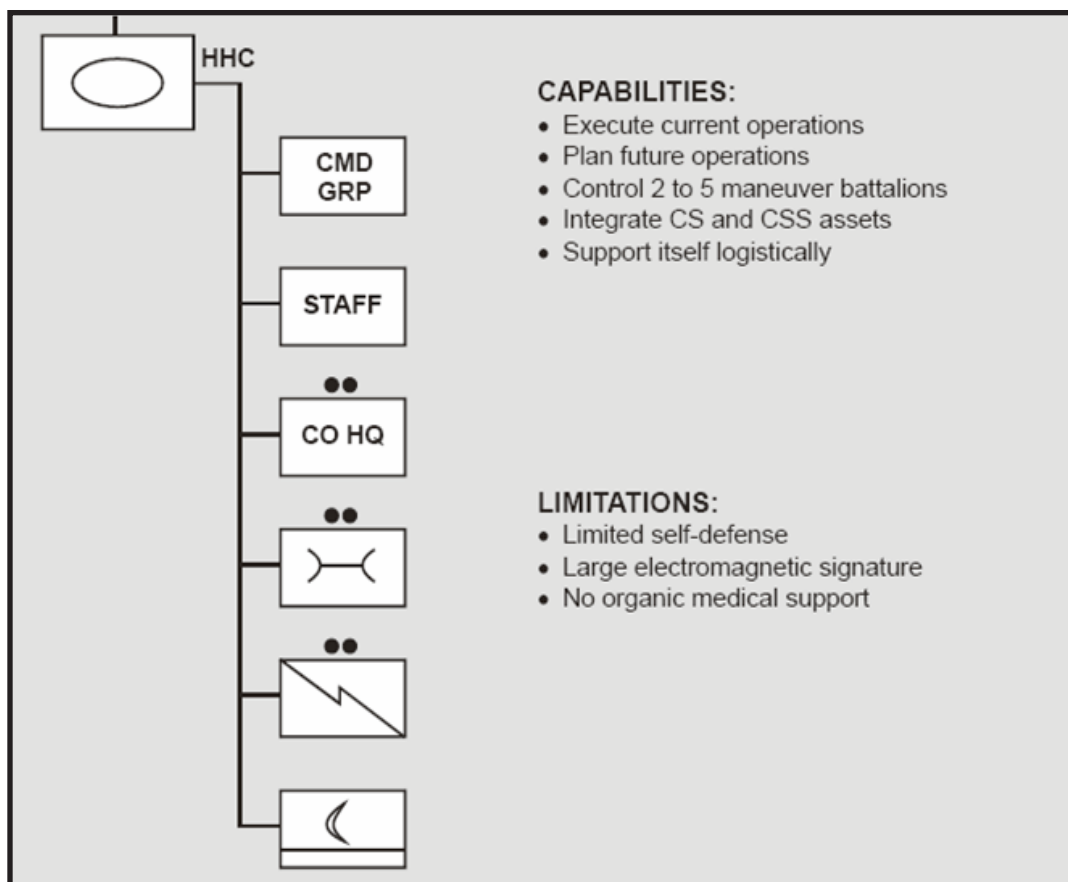 HHC
CMD
GRP
STAFF
CO HQ
CAPABILITIES:
• Execute current operations
• Plan future operations
• Control 2 to 5 maneuver battalions
• Integrate CS and CSS assets
• Support itself logistically
LIMITATIONS:
• Limited self-defense
• Large electromagnetic signature
• No organic medical support